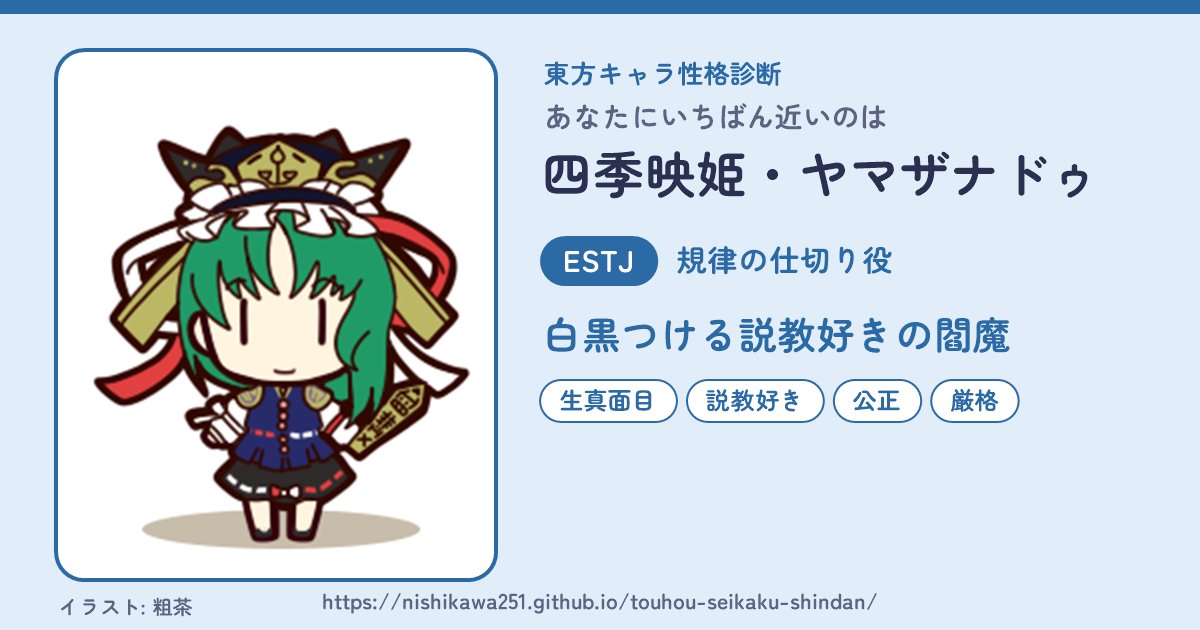 東方キャラ性格診断
あなたにいちばん近いのは
四季映姫・ヤマザナドゥ
ESTJ 規律の仕切り役
白黒つける説教好きの閻魔
生真面目 説教好き 公正 厳格
イラスト: 粗茶
https://nishikawa251.github.io/touhou-seikaku-shindan/